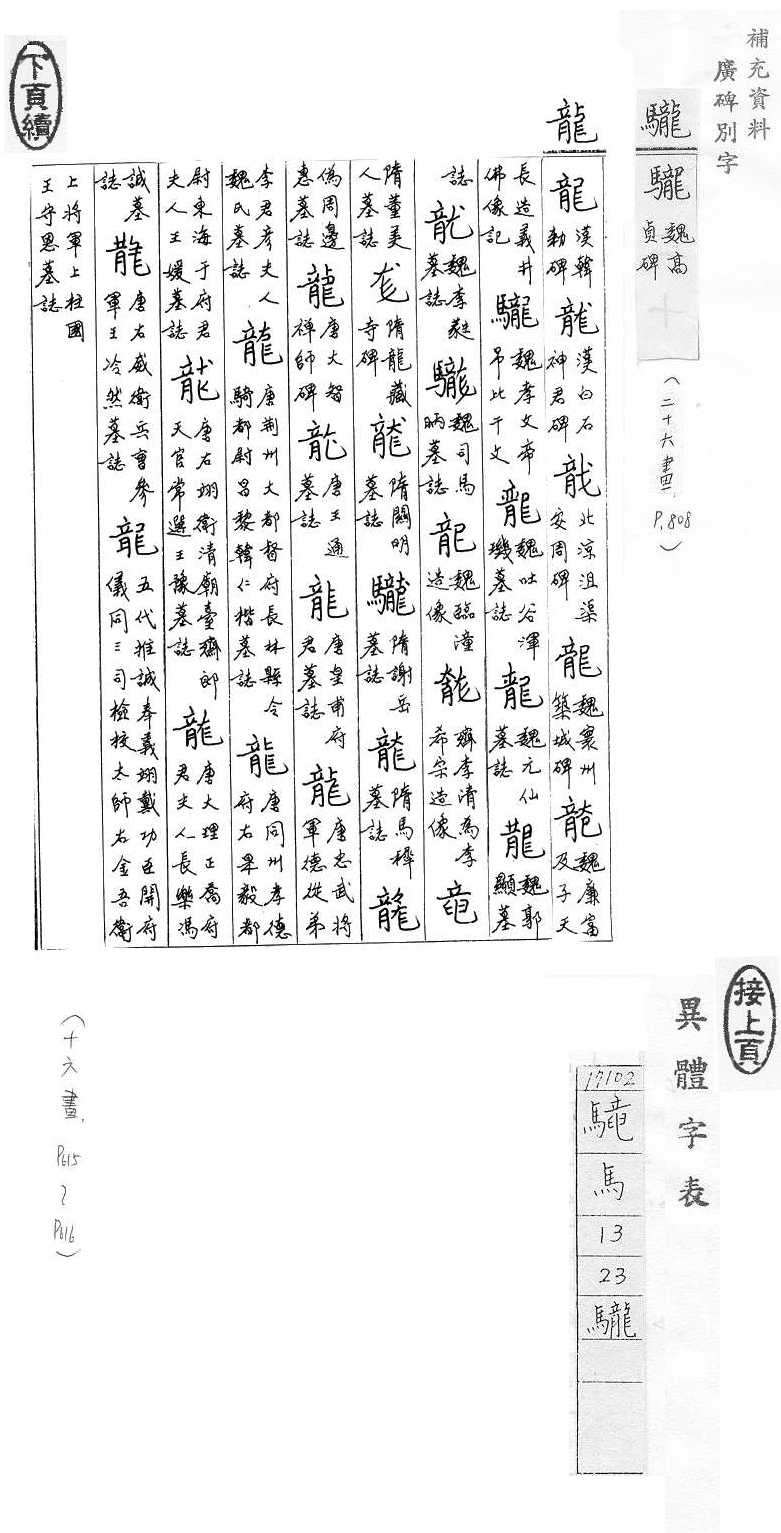 補充資料
廣碑別字
驡
驡 魏高貞碑
（二十六畫，P.808）
龍
龍 漢韓勅碑 龍 漢白石神君碑 龍 北涼沮渠安周碑 龍 魏襄州築城碑 龍 魏廉富及子天
長造義井佛像記 驡 魏孝文帝弔比干文 龍 魏吐谷渾璣墓誌 龍 魏元仙墓誌 龍 魏郭顯墓
誌 龍 魏李蕤墓誌 驡 魏司馬昞墓誌 龍 魏臨潼造像 龍 齊李清為李希宗造像 竜
隋董美人墓誌 龍 隋龍藏寺碑 龍 隋關明墓誌 驡 隋謝岳墓誌 龍 隋馬稺墓誌 龍
偽周邊惠墓誌 龍 唐大智禪師碑 龍 唐王通墓誌 龍 唐皇甫府君墓誌 龍 唐忠武將軍德從弟
李君彥夫人魏氏墓誌 龍 唐荊州大都督府長林縣令騎都尉昌黎韓仁楷墓誌 龍 唐同州孝德府右果毅都
尉東海于府君夫人王媛墓誌 龍 唐右翊衛清廟臺齋郎天官常選王豫墓誌 龍 唐大理正喬府君夫人長樂馮
誠墓誌 龍 唐右威衛兵曹參軍王冷然墓誌 龍 五代推誠奉義翊戴功臣開府儀同三司檢校太師右金吾衛
上將軍上柱國王守恩墓誌
下頁續
（十六畫，P615~P616）
接上頁
異體字表
17102
馬
13
23
驡